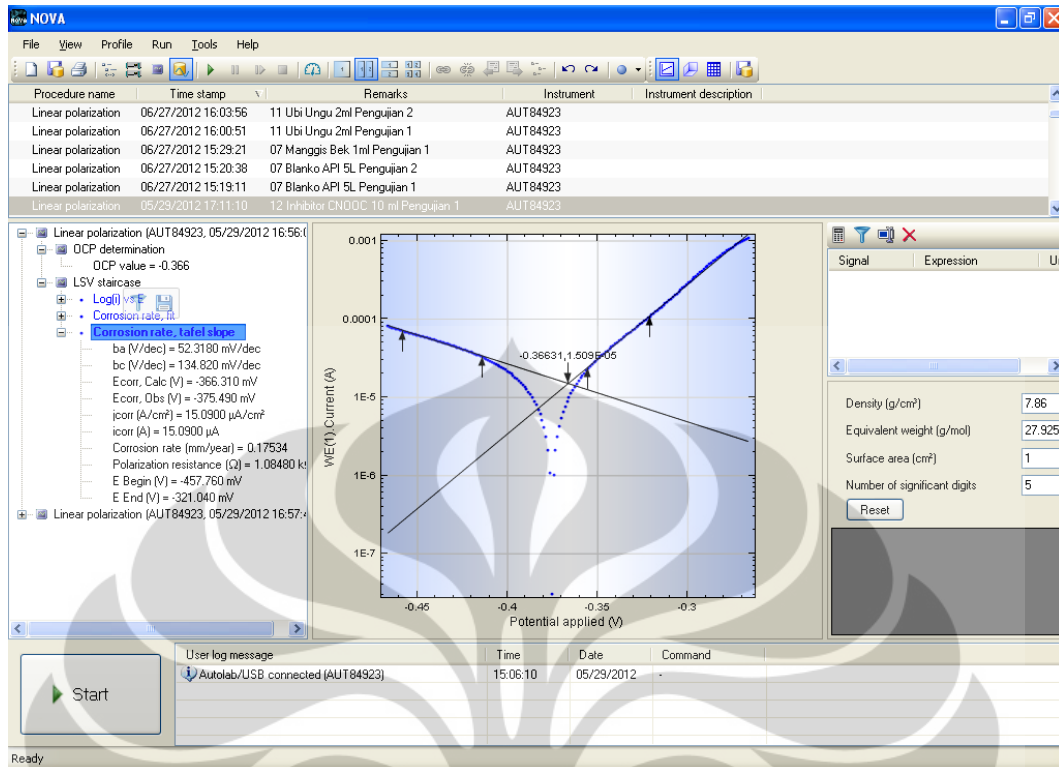 NOVA
File View Profile Run Tools Help
Procedure name Time stamp Remarks Instrument Instrument description
Linear polarization 06/27/2012 16:03:56 11 Ubi Ungu 2ml Pengujian 2 AUT84923
Linear polarization 06/27/2012 16:00:51 11 Ubi Ungu 2ml Pengujian 1 AUT84923
Linear polarization 06/27/2012 15:29:21 07 Manggis Bek 1ml Pengujian 1 AUT84923
Linear polarization 06/27/2012 15:20:38 07 Blanko API 5L Pengujian 2 AUT84923
Linear polarization 06/27/2012 15:19:11 07 Blanko API 5L Pengujian 1 AUT84923
Linear polarization 05/29/2012 17:11:10 12 Inhibitor CNOOC 10 ml Pengujian 1 AUT84923
Linear polarization (AUT84923, 05/29/2012 16:56:0
OCP determination
OCP value = -0.366
LSV staircase
Log(i) vs E
Corrosion rate, fit
Corrosion rate, tafel slope
ba (V/dec) = 52.3180 mV/dec
bc (V/dec) = 134.820 mV/dec
Ecorr, Calc (V) = -366.310 mV
Ecorr, Obs (V) = -375.490 mV
jcorr (A/cm²) = 15.0900 µA/cm²
icorr (A) = 15.0900 µA
Corrosion rate (mm/year) = 0.17534
Polarization resistance (Ω) = 1.08480 k
E Begin (V) = -457.760 mV
E End (V) = -321.040 mV
Linear polarization (AUT84923, 05/29/2012 16:57:4
0.001
0.0001
1E-5
1E-6
1E-7
WE(1).Current (A)
-0.36631,1.509E-05
-0.45 -0.4 -0.35 -0.3
Potential applied (V)
Signal Expression U
Density (g/cm³) 7.86
Equivalent weight (g/mol) 27.925
Surface area (cm²) 1
Number of significant digits 5
Reset
Start
User log message Time Date Command
Autolab/USB connected (AUT84923) 15:06:10 05/29/2012 -
Ready